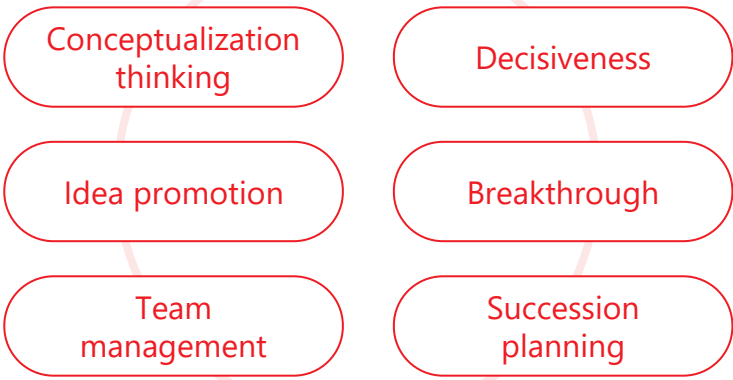 Conceptualization
thinking
Decisiveness
Idea promotion
Breakthrough
Team
management
Succession
planning